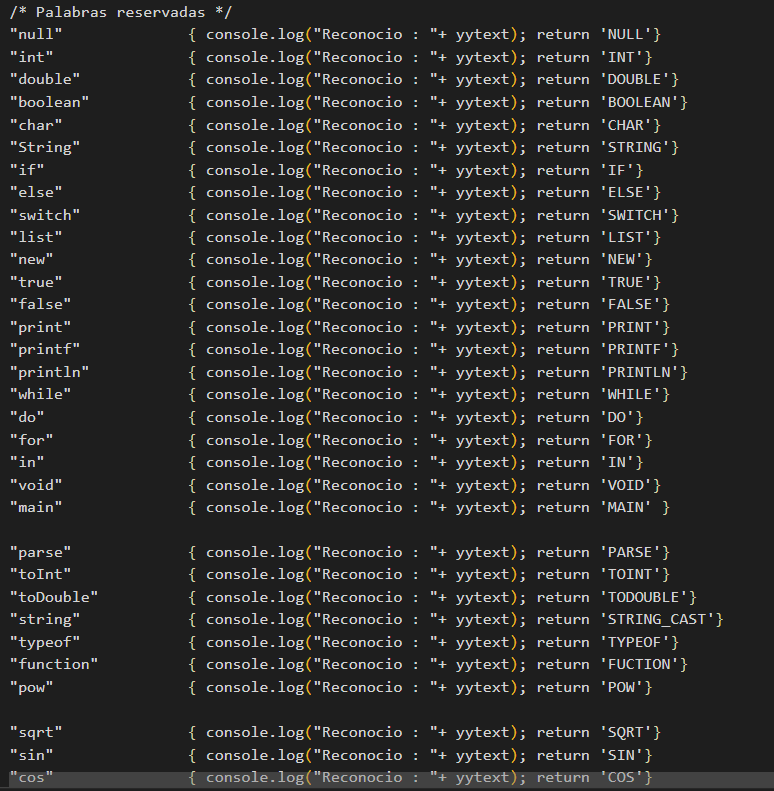 /* Palabras reservadas */
"null" { console.log("Reconocio : "+ yytext); return 'NULL'}
"int" { console.log("Reconocio : "+ yytext); return 'INT'}
"double" { console.log("Reconocio : "+ yytext); return 'DOUBLE'}
"boolean" { console.log("Reconocio : "+ yytext); return 'BOOLEAN'}
"char" { console.log("Reconocio : "+ yytext); return 'CHAR'}
"String" { console.log("Reconocio : "+ yytext); return 'STRING'}
"if" { console.log("Reconocio : "+ yytext); return 'IF'}
"else" { console.log("Reconocio : "+ yytext); return 'ELSE'}
"switch" { console.log("Reconocio : "+ yytext); return 'SWITCH'}
"list" { console.log("Reconocio : "+ yytext); return 'LIST'}
"new" { console.log("Reconocio : "+ yytext); return 'NEW'}
"true" { console.log("Reconocio : "+ yytext); return 'TRUE'}
"false" { console.log("Reconocio : "+ yytext); return 'FALSE'}
"print" { console.log("Reconocio : "+ yytext); return 'PRINT'}
"printf" { console.log("Reconocio : "+ yytext); return 'PRINTF'}
"println" { console.log("Reconocio : "+ yytext); return 'PRINTLN'}
"while" { console.log("Reconocio : "+ yytext); return 'WHILE'}
"do" { console.log("Reconocio : "+ yytext); return 'DO'}
"for" { console.log("Reconocio : "+ yytext); return 'FOR'}
"in" { console.log("Reconocio : "+ yytext); return 'IN'}
"void" { console.log("Reconocio : "+ yytext); return 'VOID'}
"main" { console.log("Reconocio : "+ yytext); return 'MAIN' }
"parse" { console.log("Reconocio : "+ yytext); return 'PARSE'}
"toInt" { console.log("Reconocio : "+ yytext); return 'TOINT'}
"toDouble" { console.log("Reconocio : "+ yytext); return 'TODOUBLE'}
"string" { console.log("Reconocio : "+ yytext); return 'STRING_CAST'}
"typeof" { console.log("Reconocio : "+ yytext); return 'TYPEOF'}
"function" { console.log("Reconocio : "+ yytext); return 'FUCTION'}
"pow" { console.log("Reconocio : "+ yytext); return 'POW'}
"sqrt" { console.log("Reconocio : "+ yytext); return 'SQRT'}
"sin" { console.log("Reconocio : "+ yytext); return 'SIN'}
"cos" { console.log("Reconocio : "+ yytext); return 'COS'}